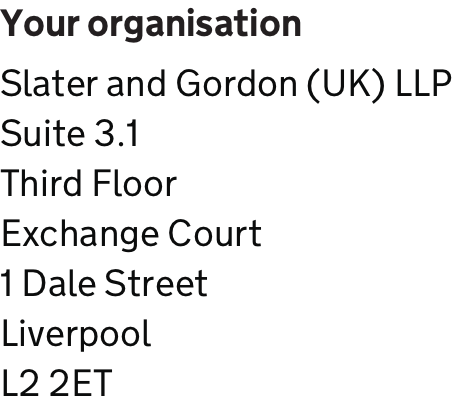 Your organisation
Slater and Gordon (UK) LLP
Suite 3.1
Third Floor
Exchange Court
1 Dale Street
Liverpool
L2 2ET